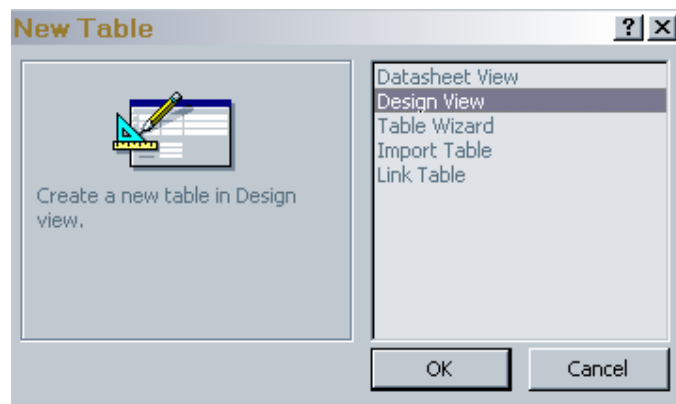 New Table
? ×
Create a new table in Design
view.
Datasheet View
Design View
Table Wizard
Import Table
Link Table
OK
Cancel